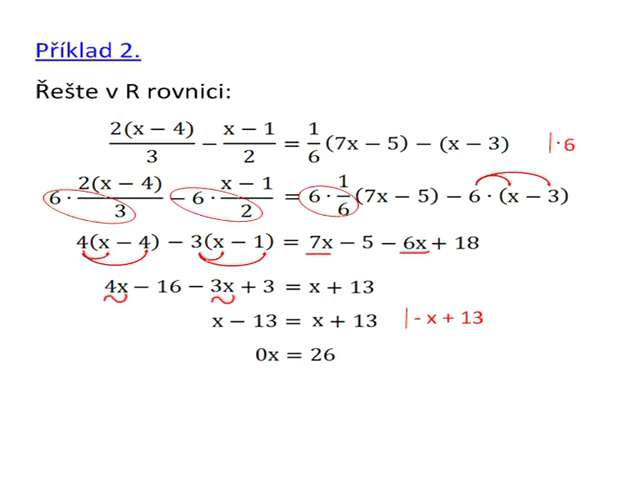 Příklad 2.
Řešte v R rovnici:
2(x − 4)/3 − x − 1/2 = 1/6 (7x − 5) − (x − 3) | · 6
6 · 2(x − 4)/3 − 6 · x − 1/2 = 6 · 1/6 (7x − 5) − 6 · (x − 3)
4(x − 4) − 3(x − 1) = 7x − 5 − 6x + 18
4x − 16 − 3x + 3 = x + 13
x − 13 = x + 13 | - x + 13
0x = 26